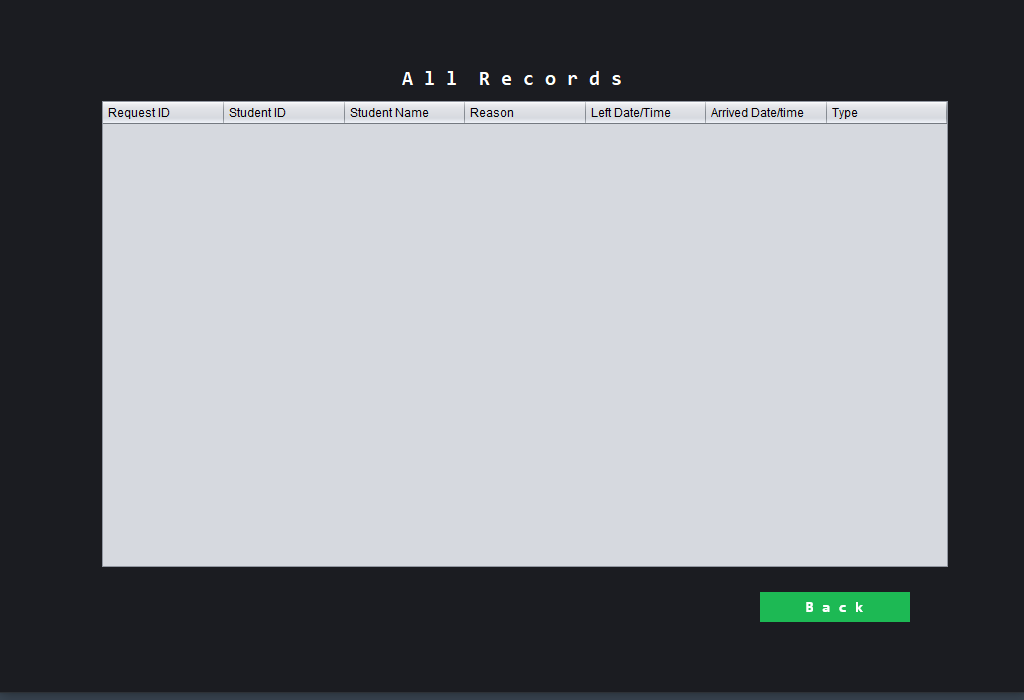 All Records
Request ID Student ID Student Name Reason Left Date/Time Arrived Date/time Type
Back